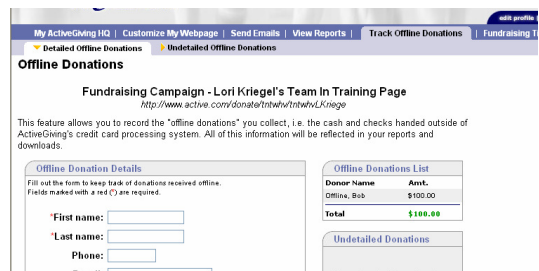 edit profile |
My ActiveGiving HQ | Customize My Webpage | Send Emails | View Reports | Track Offline Donations | Fundraising Ti
Detailed Offline Donations Undetailed Offline Donations
Offline Donations
Fundraising Campaign - Lori Kriegel's Team In Training Page
http://www.active.com/donate/tntwhv/tntwhvLKriege
This feature allows you to record the "offline donations" you collect, i.e. the cash and checks handed outside of
ActiveGiving's credit card processing system. All of this information will be reflected in your reports and
downloads.
Offline Donation Details
Fill out the form to keep track of donations received offline.
Fields marked with a red (*) are required.
*First name:
*Last name:
Phone:
Offline Donations List
Donor Name Amt.
Offline, Bob $100.00
Total $100.00
Undetailed Donations